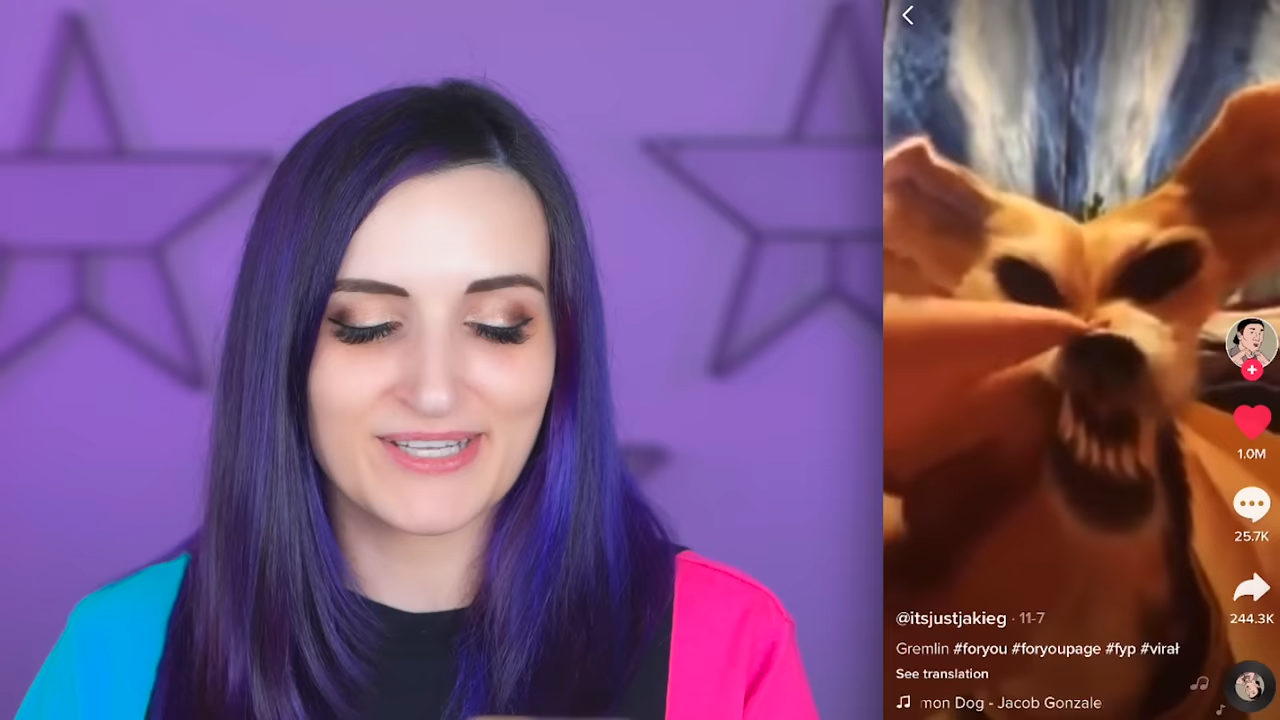 1.0M
25.7K
244.3K
@itsjustjakieg · 11-7
Gremlin #foryou #foryoupage #fyp #viral
See translation
mon Dog - Jacob Gonzale